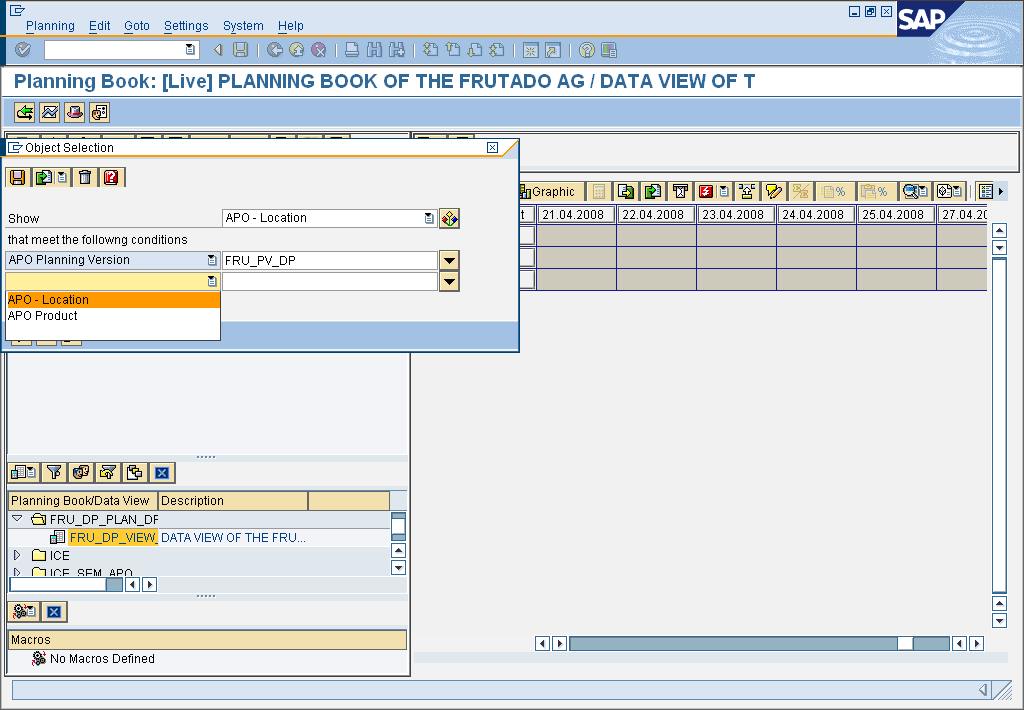 Planning Edit Goto Settings System Help
SAP
Planning Book: [Live] PLANNING BOOK OF THE FRUTADO AG / DATA VIEW OF T
Object Selection
Show APO - Location
that meet the followng conditions
APO Planning Version FRU_PV_DP
APO - Location
APO Product
Graphic
21.04.2008 22.04.2008 23.04.2008 24.04.2008 25.04.2008 27.04.20
Planning Book/Data View Description
FRU_DP_PLAN_DP
FRU_DP_VIEW_ DATA VIEW OF THE FRU...
ICE
ICE_SEM_APO
Macros
No Macros Defined